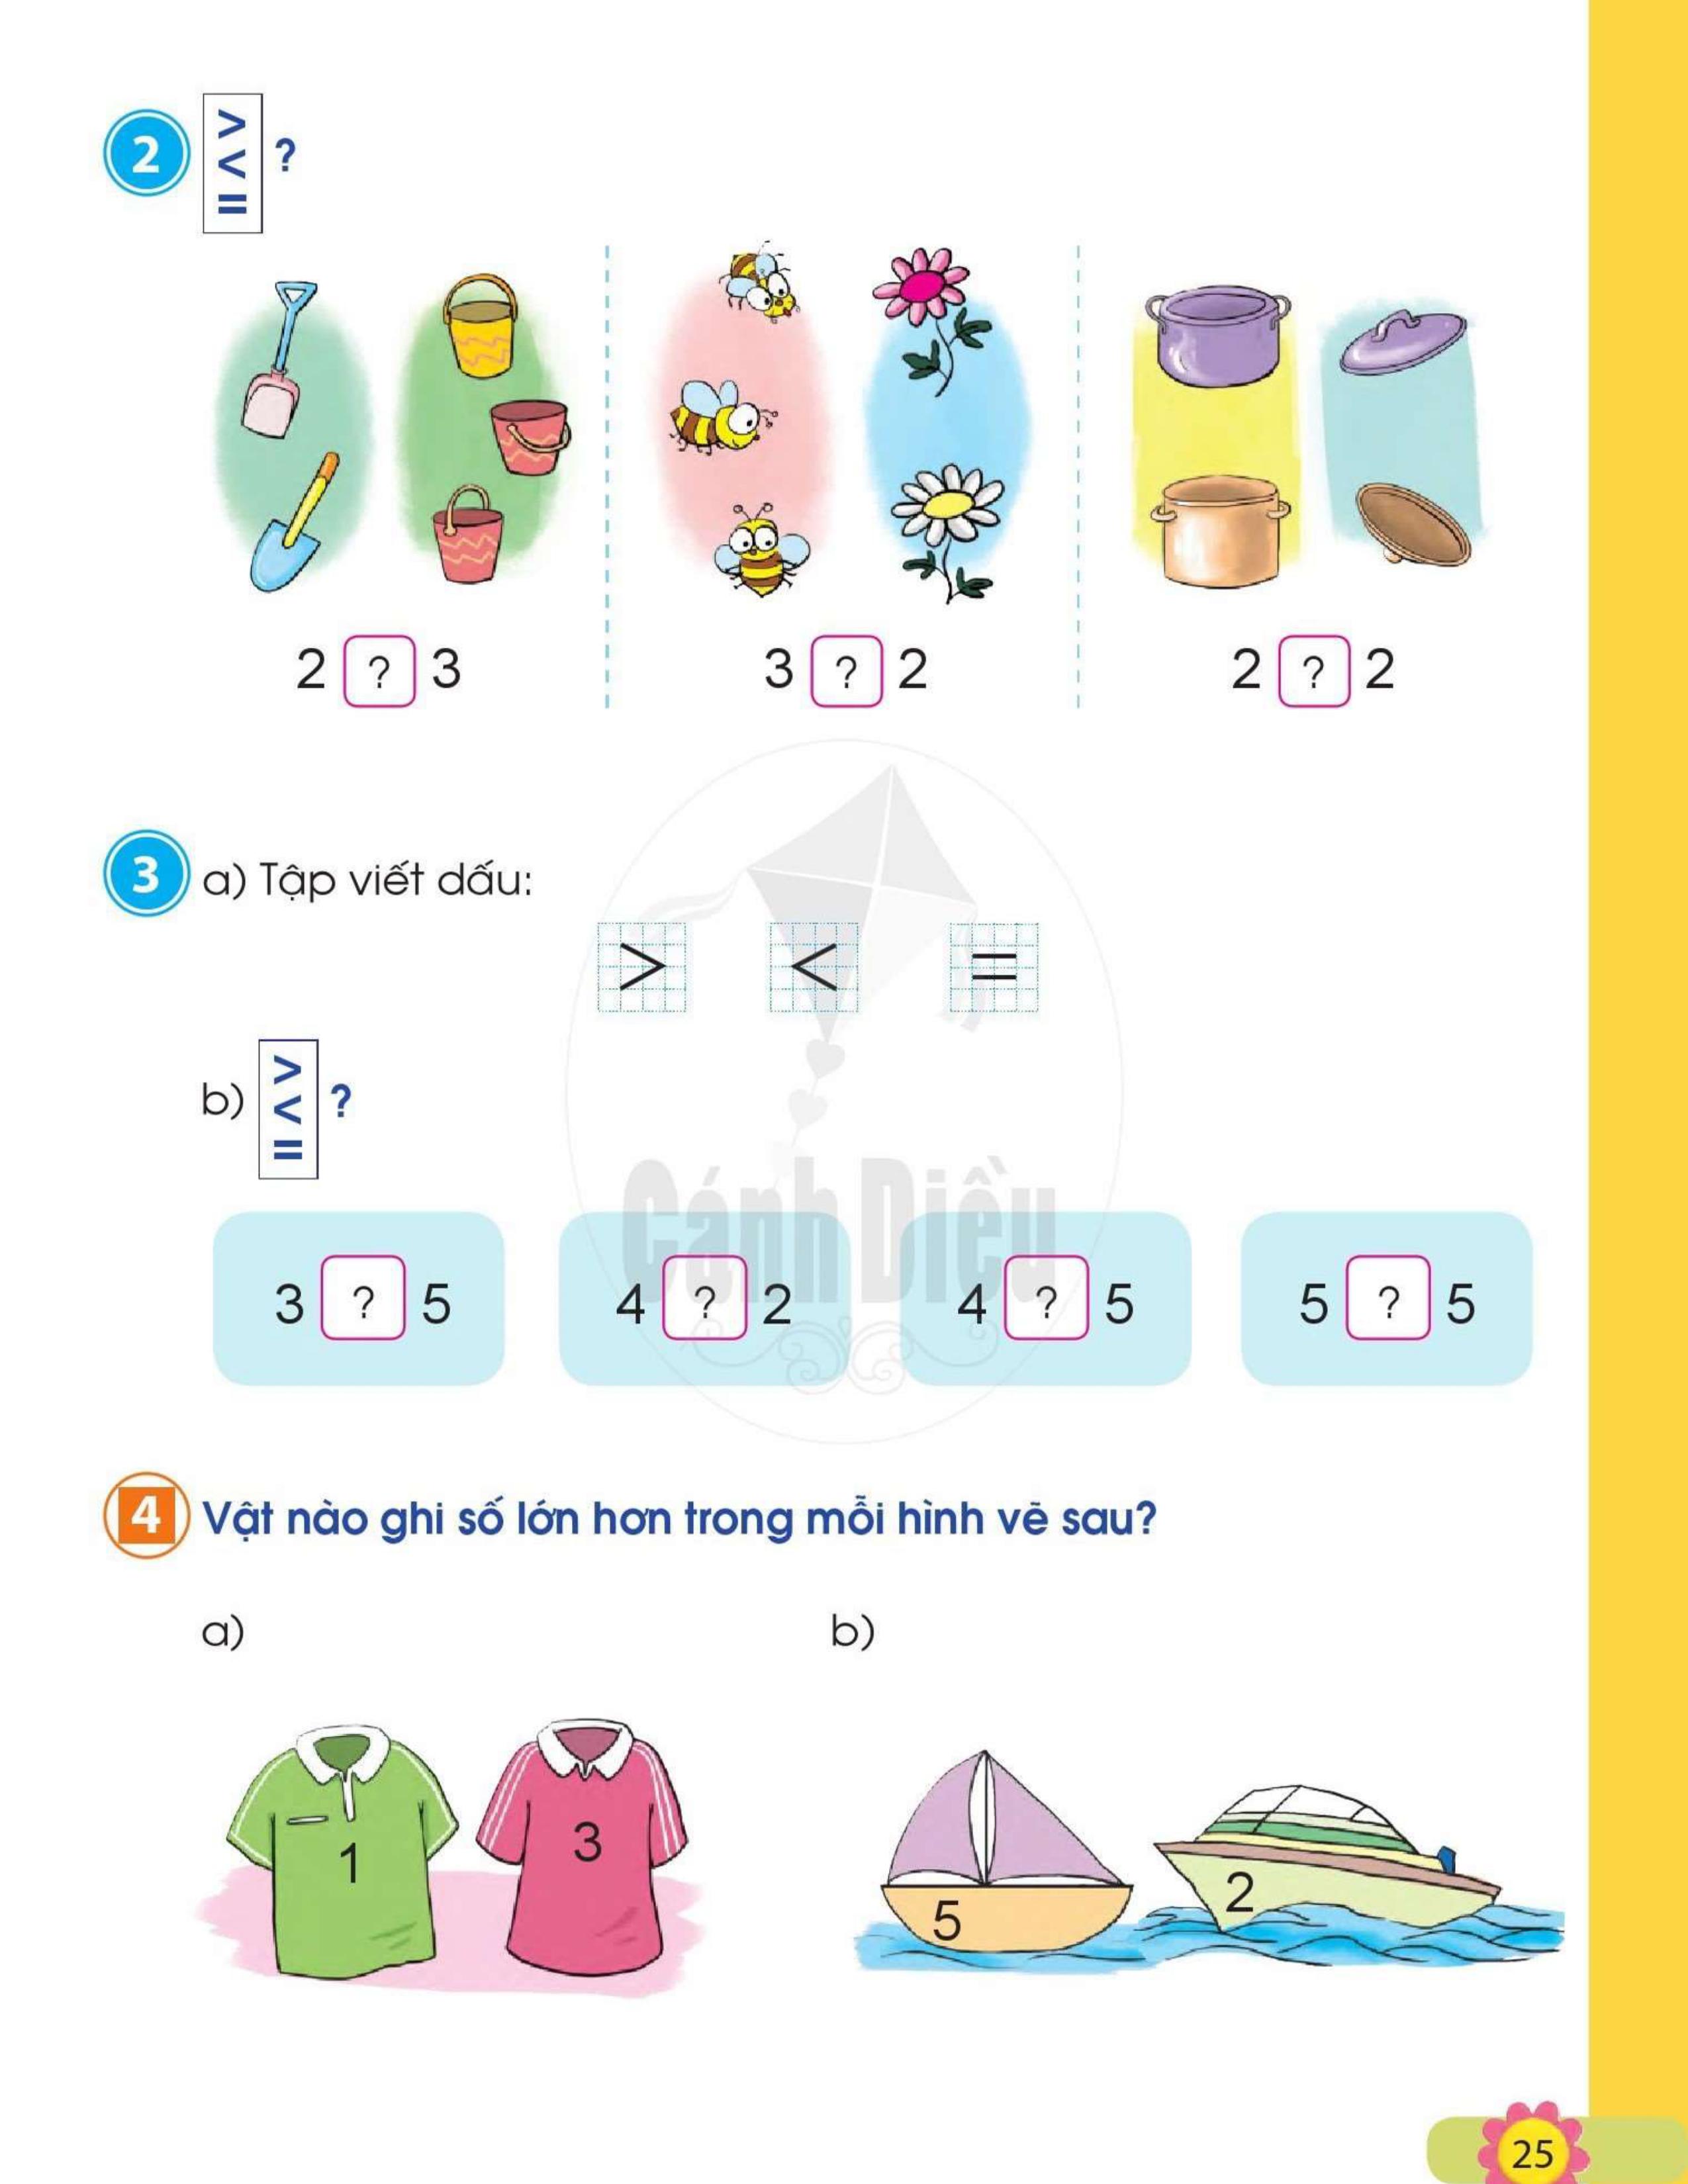 2 > < = ?
2 ? 3
3 ? 2
2 ? 2
3 a) Tập viết dấu:
> < =
b) > < = ?
Cánh Diều
3 ? 5
4 ? 2
4 ? 5
5 ? 5
4 Vật nào ghi số lớn hơn trong mỗi hình vẽ sau?
a)
b)
1
3
5
2
25